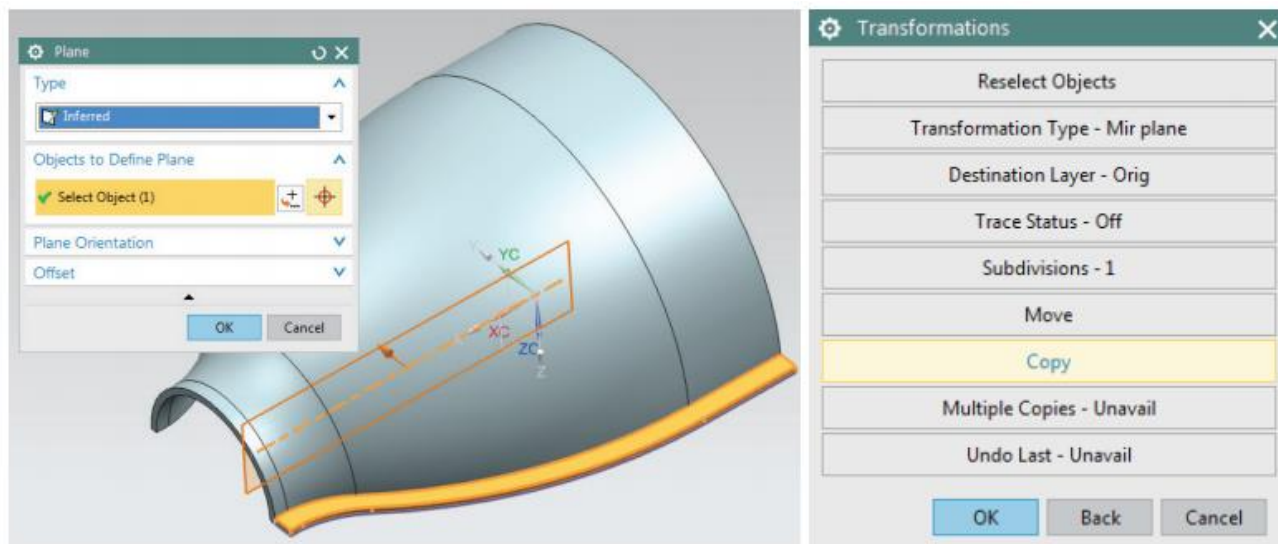 Plane
Type
Inferred
Objects to Define Plane
Select Object (1)
Plane Orientation
Offset
OK
Cancel
YC
XC
ZC
Z
Transformations
Reselect Objects
Transformation Type - Mir plane
Destination Layer - Orig
Trace Status - Off
Subdivisions - 1
Move
Copy
Multiple Copies - Unavail
Undo Last - Unavail
OK
Back
Cancel